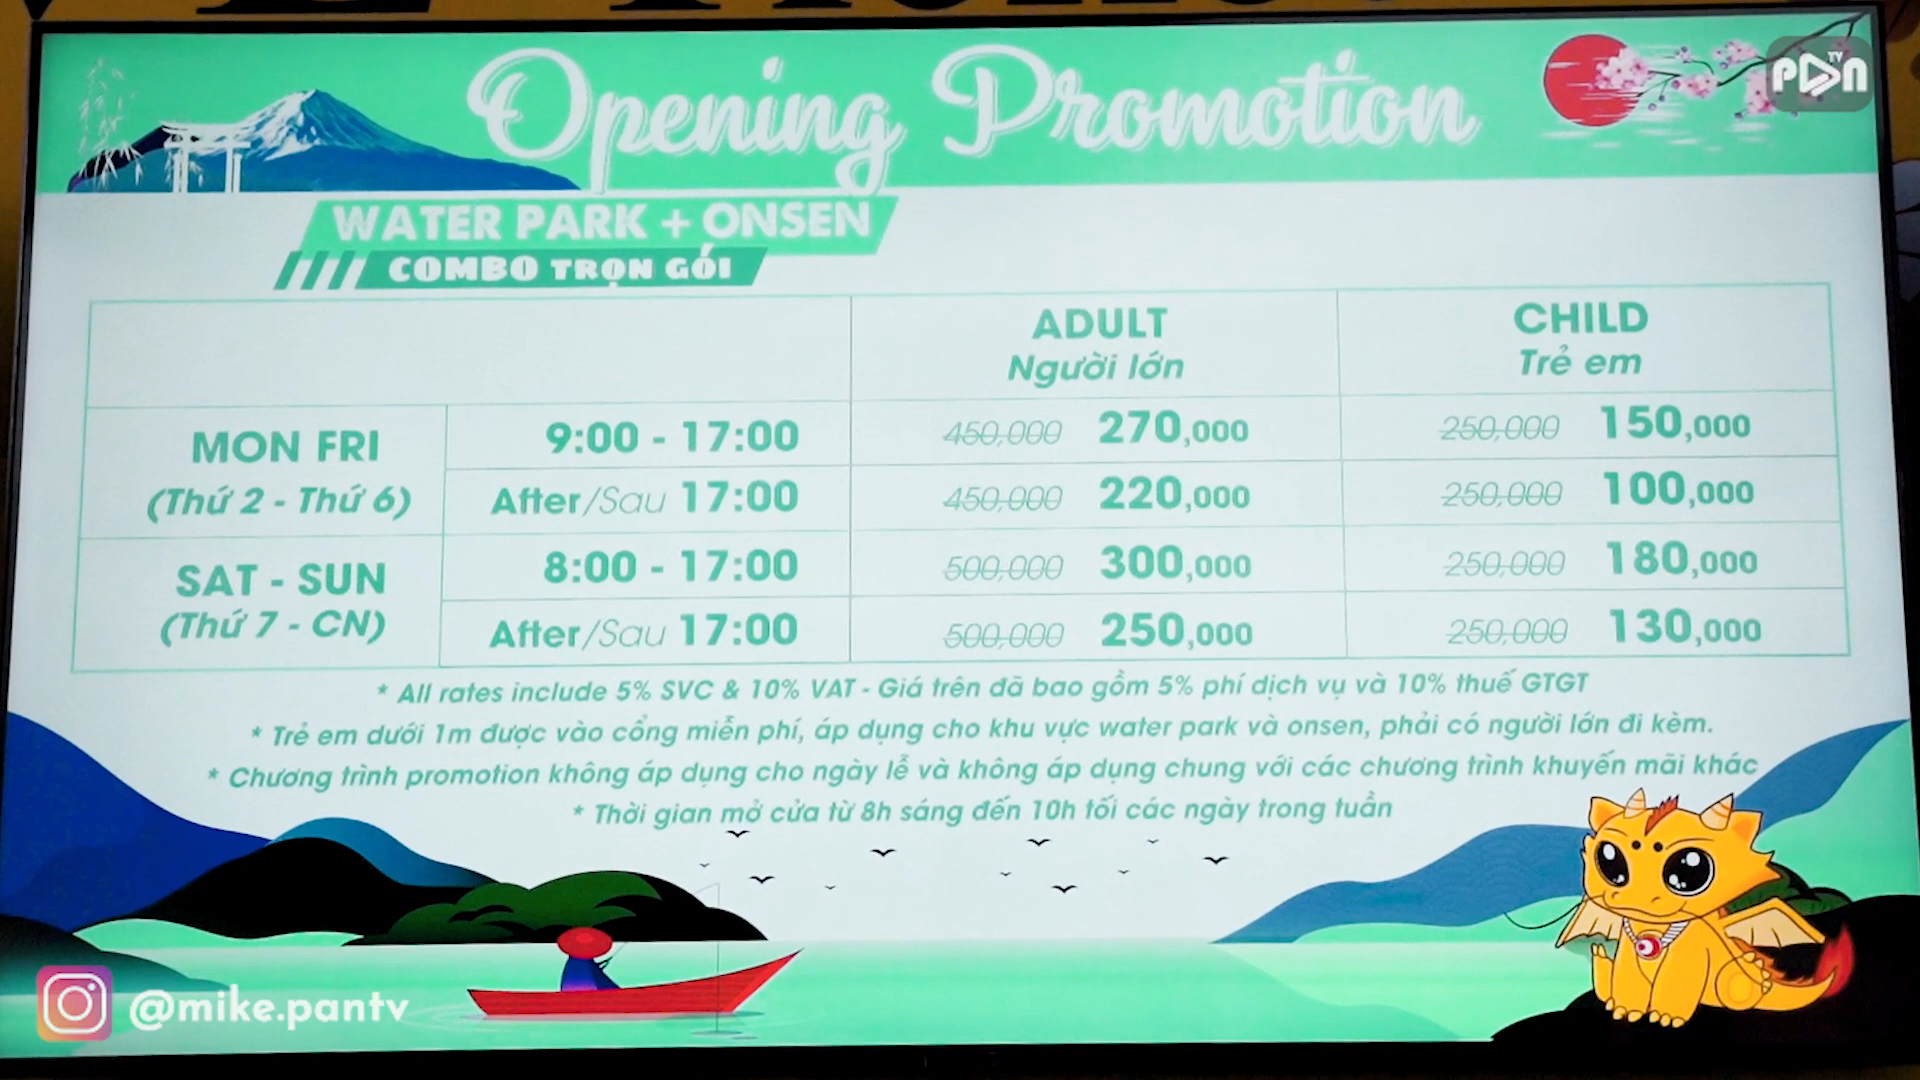 Opening Promotion
PAN TV
WATER PARK + ONSEN
COMBO TRỌN GÓI
ADULT
Người lớn
CHILD
Trẻ em
MON FRI
(Thứ 2 - Thứ 6)
9:00 - 17:00
450,000 270,000
250,000 150,000
After/Sau 17:00
450,000 220,000
250,000 100,000
SAT - SUN
(Thứ 7 - CN)
8:00 - 17:00
500,000 300,000
250,000 180,000
After/Sau 17:00
500,000 250,000
250,000 130,000
* All rates include 5% SVC & 10% VAT - Giá trên đã bao gồm 5% phí dịch vụ và 10% thuế GTGT
* Trẻ em dưới 1m được vào cổng miễn phí, áp dụng cho khu vực water park và onsen, phải có người lớn đi kèm.
* Chương trình promotion không áp dụng cho ngày lễ và không áp dụng chung với các chương trình khuyến mãi khác
* Thời gian mở cửa từ 8h sáng đến 10h tối các ngày trong tuần
@mike.pantv